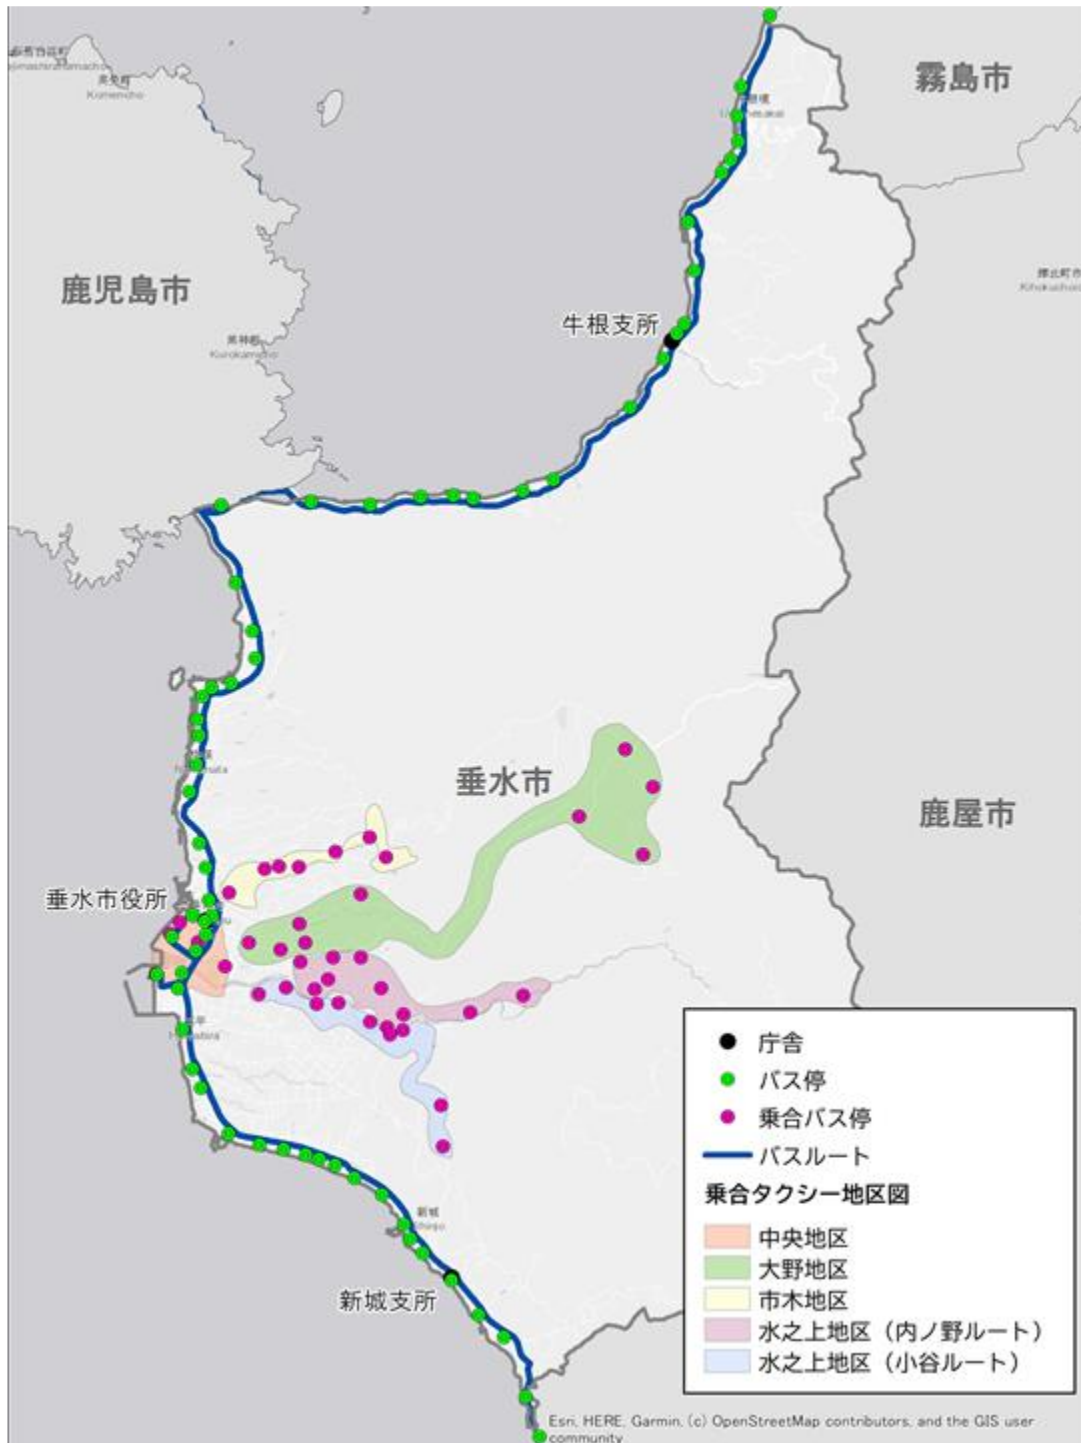 霧島市
鹿児島市
Kihokucho
牛根支所
Kurokamicho
垂水市
鹿屋市
垂水市役所
新城
新城支所
庁舎
バス停
乗合バス停
バスルート
乗合タクシー地区図
中央地区
大野地区
市木地区
水之上地区（内ノ野ルート）
水之上地区（小谷ルート）
Esri, HERE, Garmin, (c) OpenStreetMap contributors, and the GIS user
community